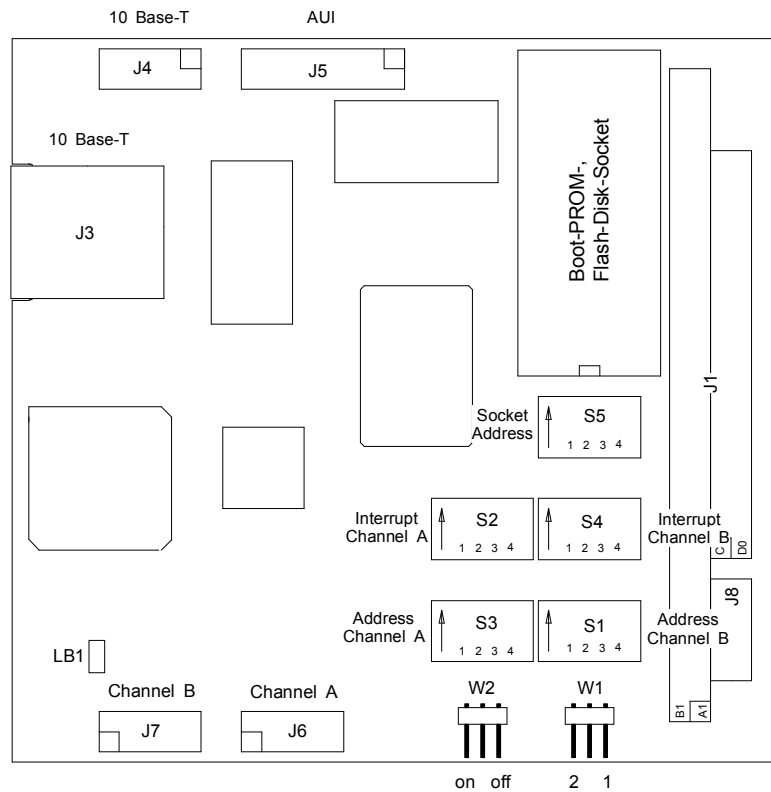 10 Base-T AUI
J4 J5
10 Base-T
J3
Boot-PROM-,
Flash-Disk-Socket
J1
Socket
Address
S5
1 2 3 4
Interrupt
Channel A
S2
1 2 3 4
S4
1 2 3 4
Interrupt
Channel B
C
D0
Address
Channel A
S3
1 2 3 4
S1
1 2 3 4
Address
Channel B
J8
LB1
Channel B
J7
Channel A
J6
W2
on off
W1
2 1
B1
A1